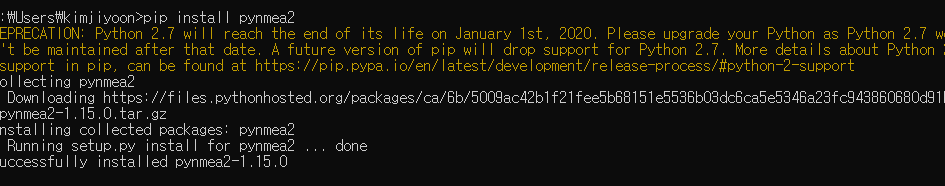 :₩Users₩kimjiyoon>pip install pynmea2
EPRECATION: Python 2.7 will reach the end of its life on January 1st, 2020. Please upgrade your Python as Python 2.7 w
't be maintained after that date. A future version of pip will drop support for Python 2.7. More details about Python
support in pip, can be found at https://pip.pypa.io/en/latest/development/release-process/#python-2-support
ollecting pynmea2
Downloading https://files.pythonhosted.org/packages/ca/6b/5009ac42b1f21fee5b68151e5536b03dc6ca5e5346a23fc943860680d91
pynmea2-1.15.0.tar.gz
nstalling collected packages: pynmea2
Running setup.py install for pynmea2 ... done
uccessfully installed pynmea2-1.15.0